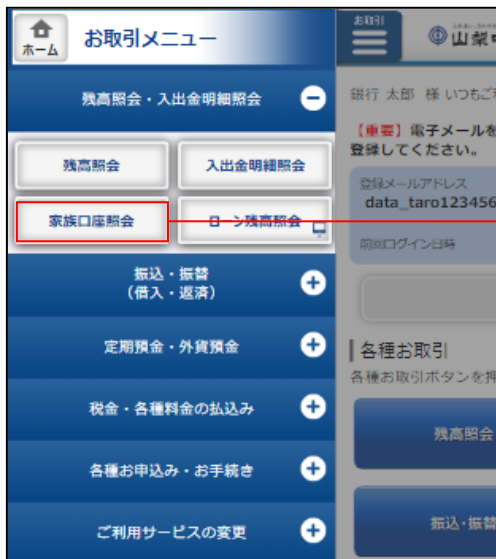 ホーム
お取引メニュー
残高照会・入出金明細照会
残高照会
入出金明細照会
家族口座照会
ローン残高照会
振込・振替
(借入・返済)
定期預金・外貨預金
税金・各種料金の払込み
各種お申込み・お手続き
ご利用サービスの変更
お取引
山梨中
銀行 太郎 様 いつもご利
【重要】電子メールを
登録してください。
登録メールアドレス
data_taro123456
前回ログイン日時
各種お取引
各種お取引ボタンを押
残高照会
振込・振替